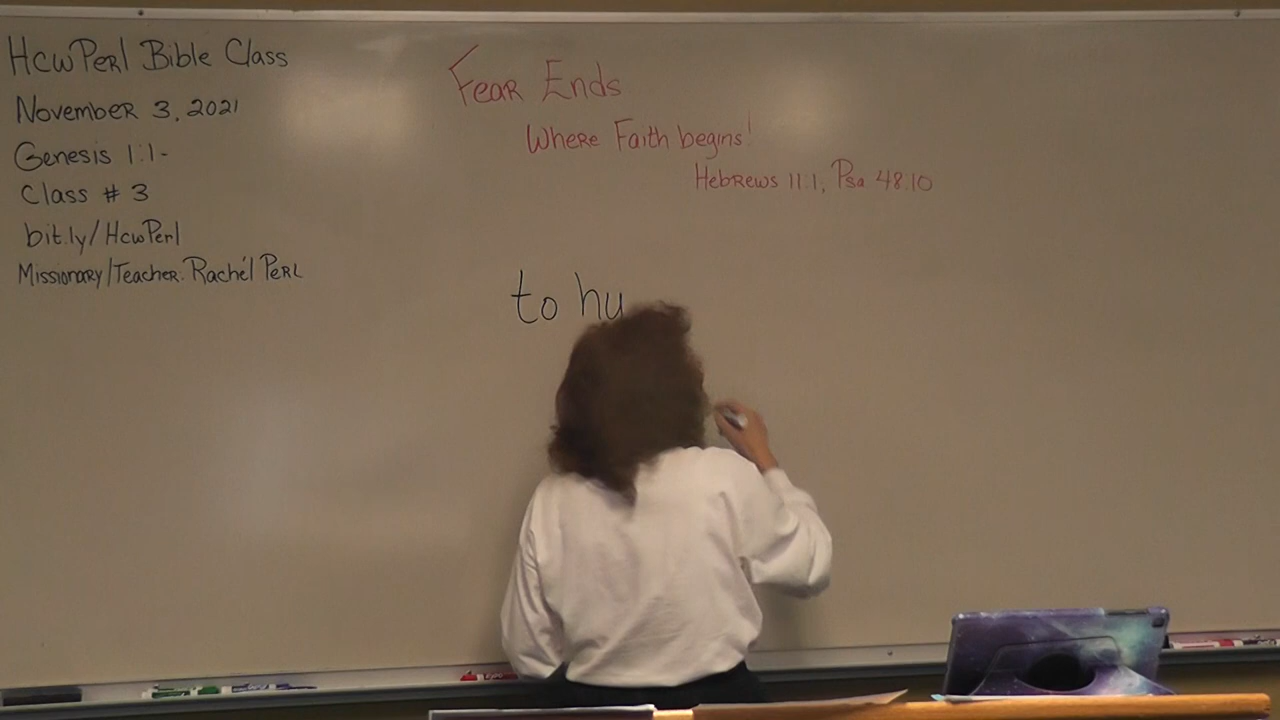 HcwPerl Bible Class
November 3, 2021
Genesis 1:1-
Class # 3
bit.ly/HcwPerl
Missionary/Teacher. Raché'l Perl
Fear Ends
Where Faith begins!
Hebrews 11:1, Psa 48:10
to hu